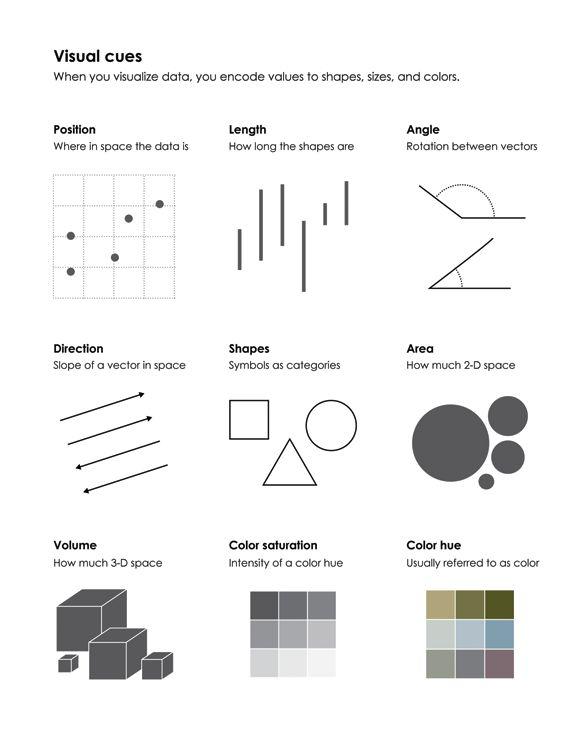 Visual cues
When you visualize data, you encode values to shapes, sizes, and colors.
Position
Where in space the data is
Length
How long the shapes are
Angle
Rotation between vectors
Direction
Slope of a vector in space
Shapes
Symbols as categories
Area
How much 2-D space
Volume
How much 3-D space
Color saturation
Intensity of a color hue
Color hue
Usually referred to as color